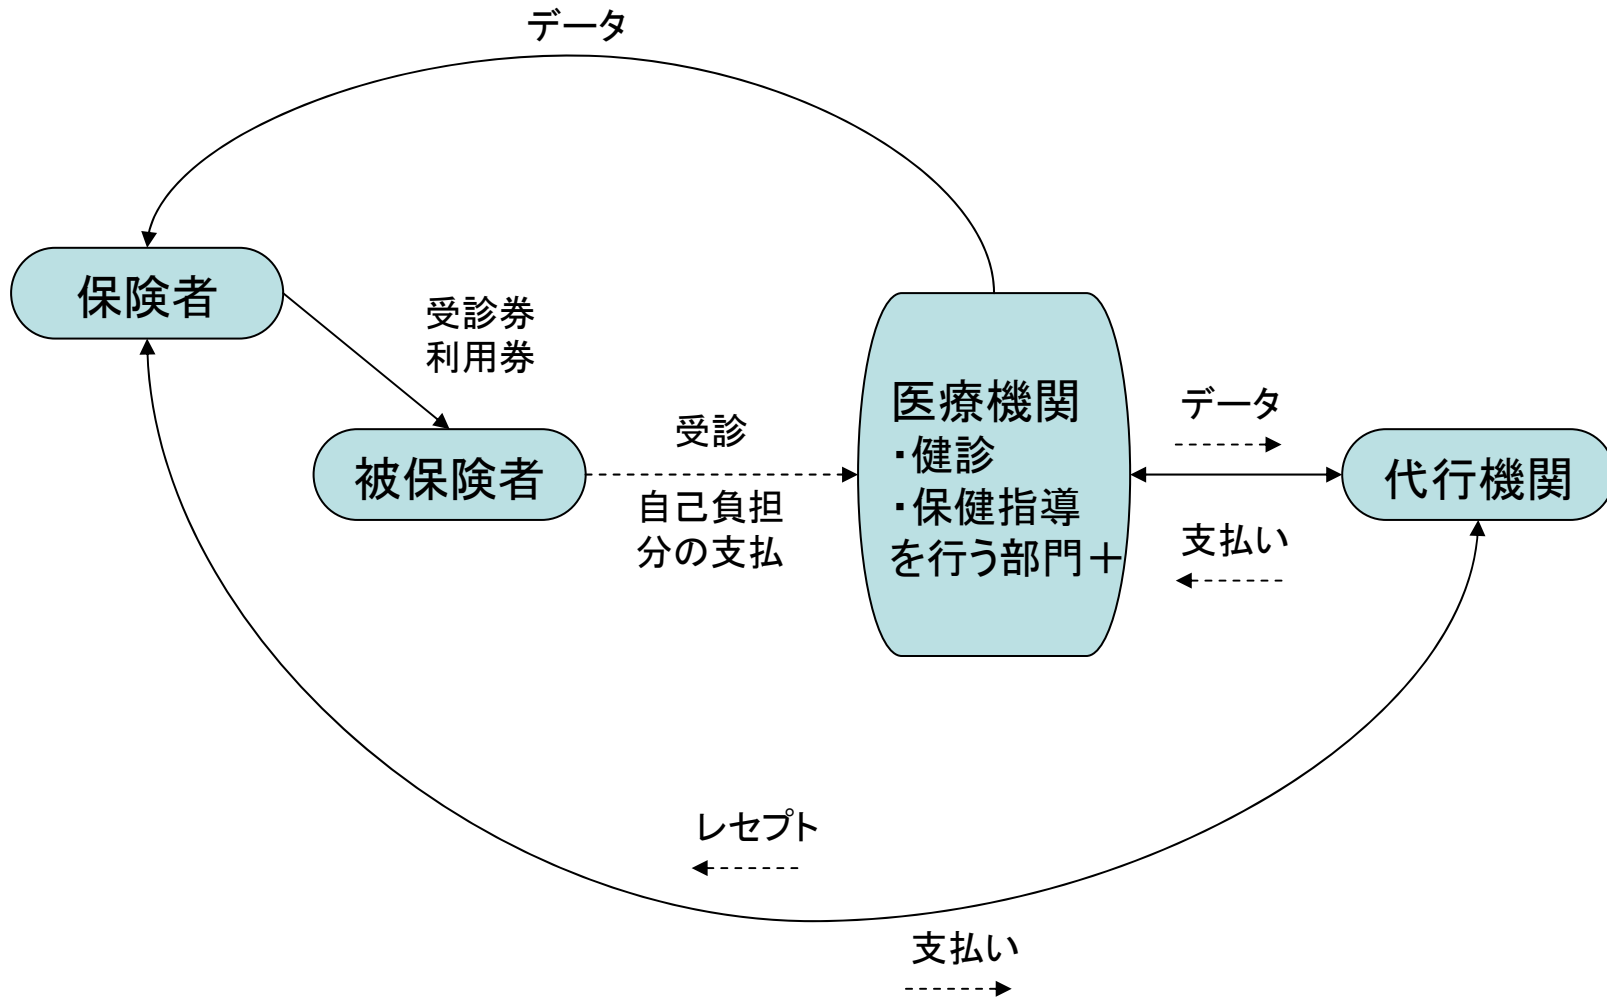 データ
保険者
受診券
利用券
被保険者
受診
自己負担
分の支払
医療機関
・健診
・保健指導
を行う部門＋
データ
支払い
代行機関
レセプト
支払い